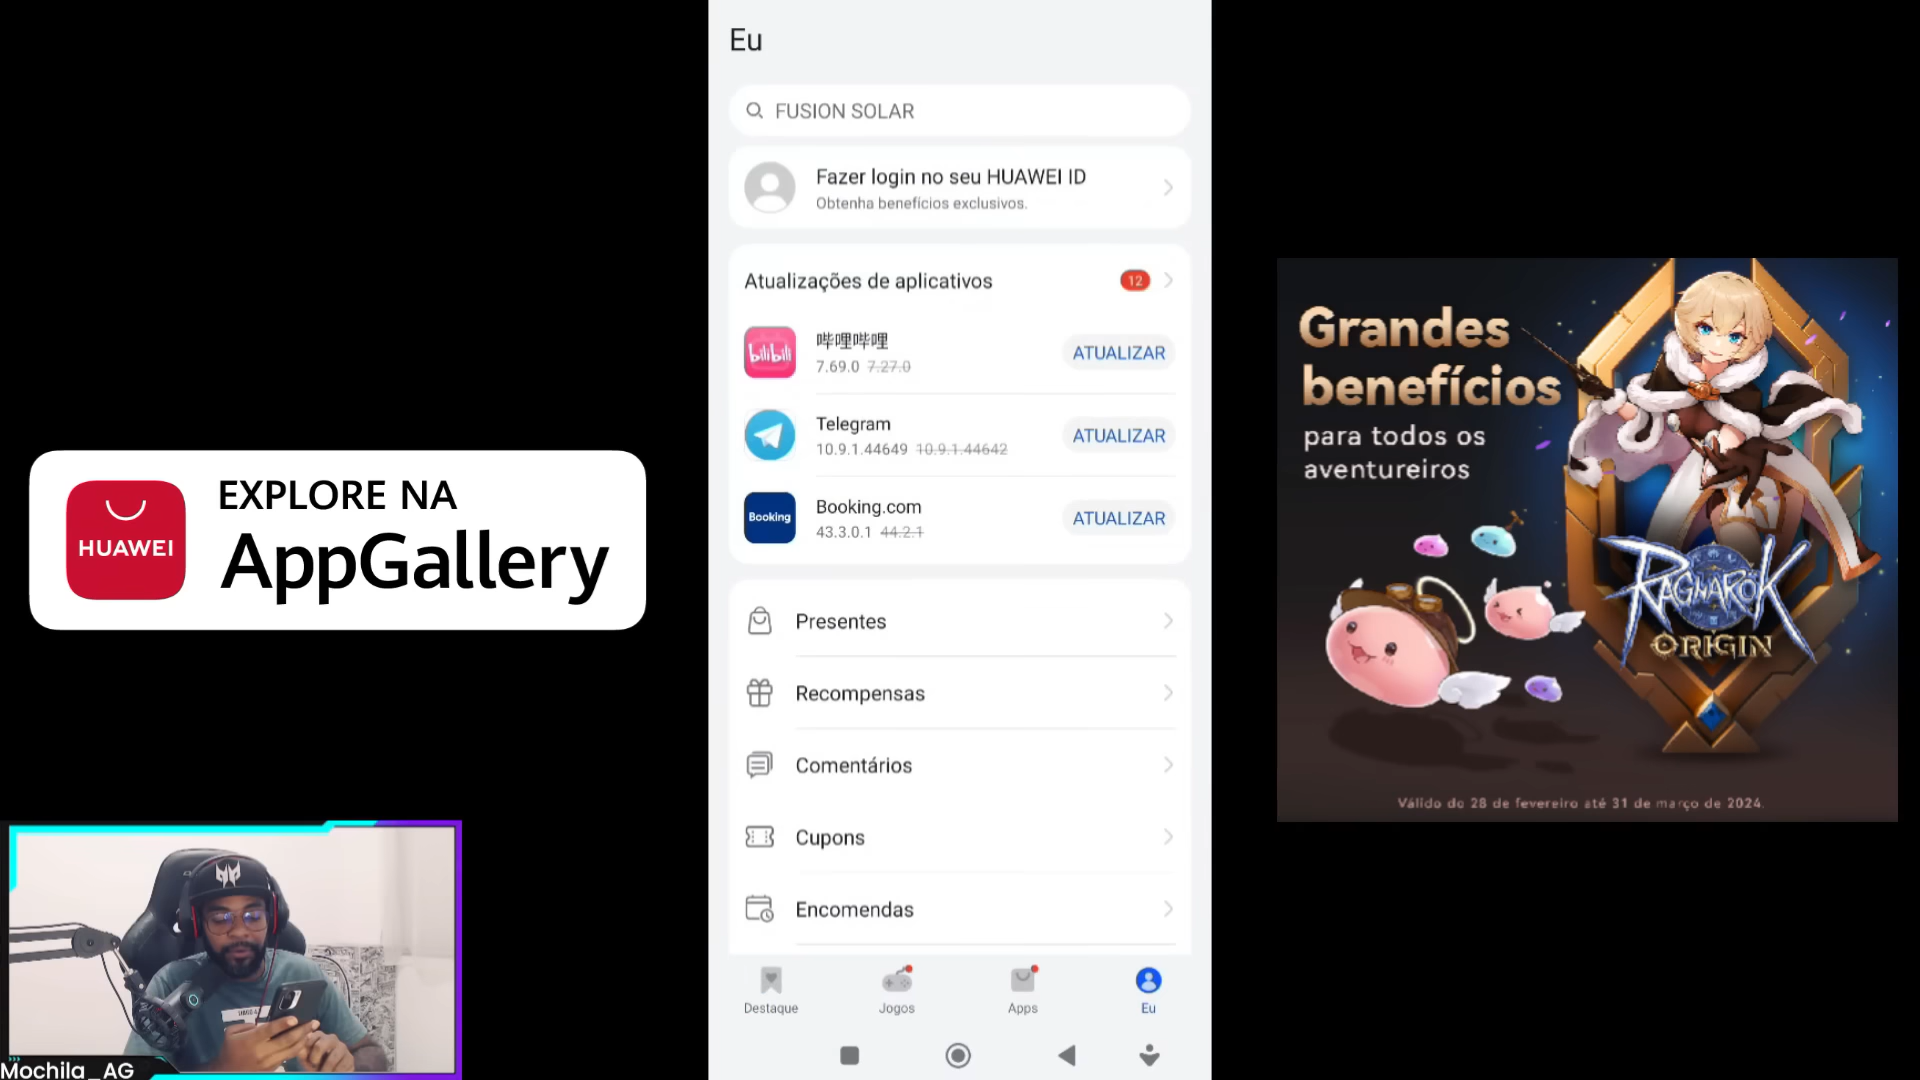 EXPLORE NA
AppGallery
HUAWEI
Mochila_AG
Eu
FUSION SOLAR
Fazer login no seu HUAWEI ID
Obtenha benefícios exclusivos.
Atualizações de aplicativos
12
bilibili
哔哩哔哩
7.69.0 7.27.0
ATUALIZAR
Telegram
10.9.1.44649 10.9.1.44642
ATUALIZAR
Booking
Booking.com
43.3.0.1 44.2.1
ATUALIZAR
Presentes
Recompensas
Comentários
Cupons
Encomendas
Destaque
Jogos
Apps
Eu
Grandes
benefícios
para todos os
aventureiros
RAGNARÖK
ORIGIN
Válido do 28 de fevereiro até 31 de março de 2024.